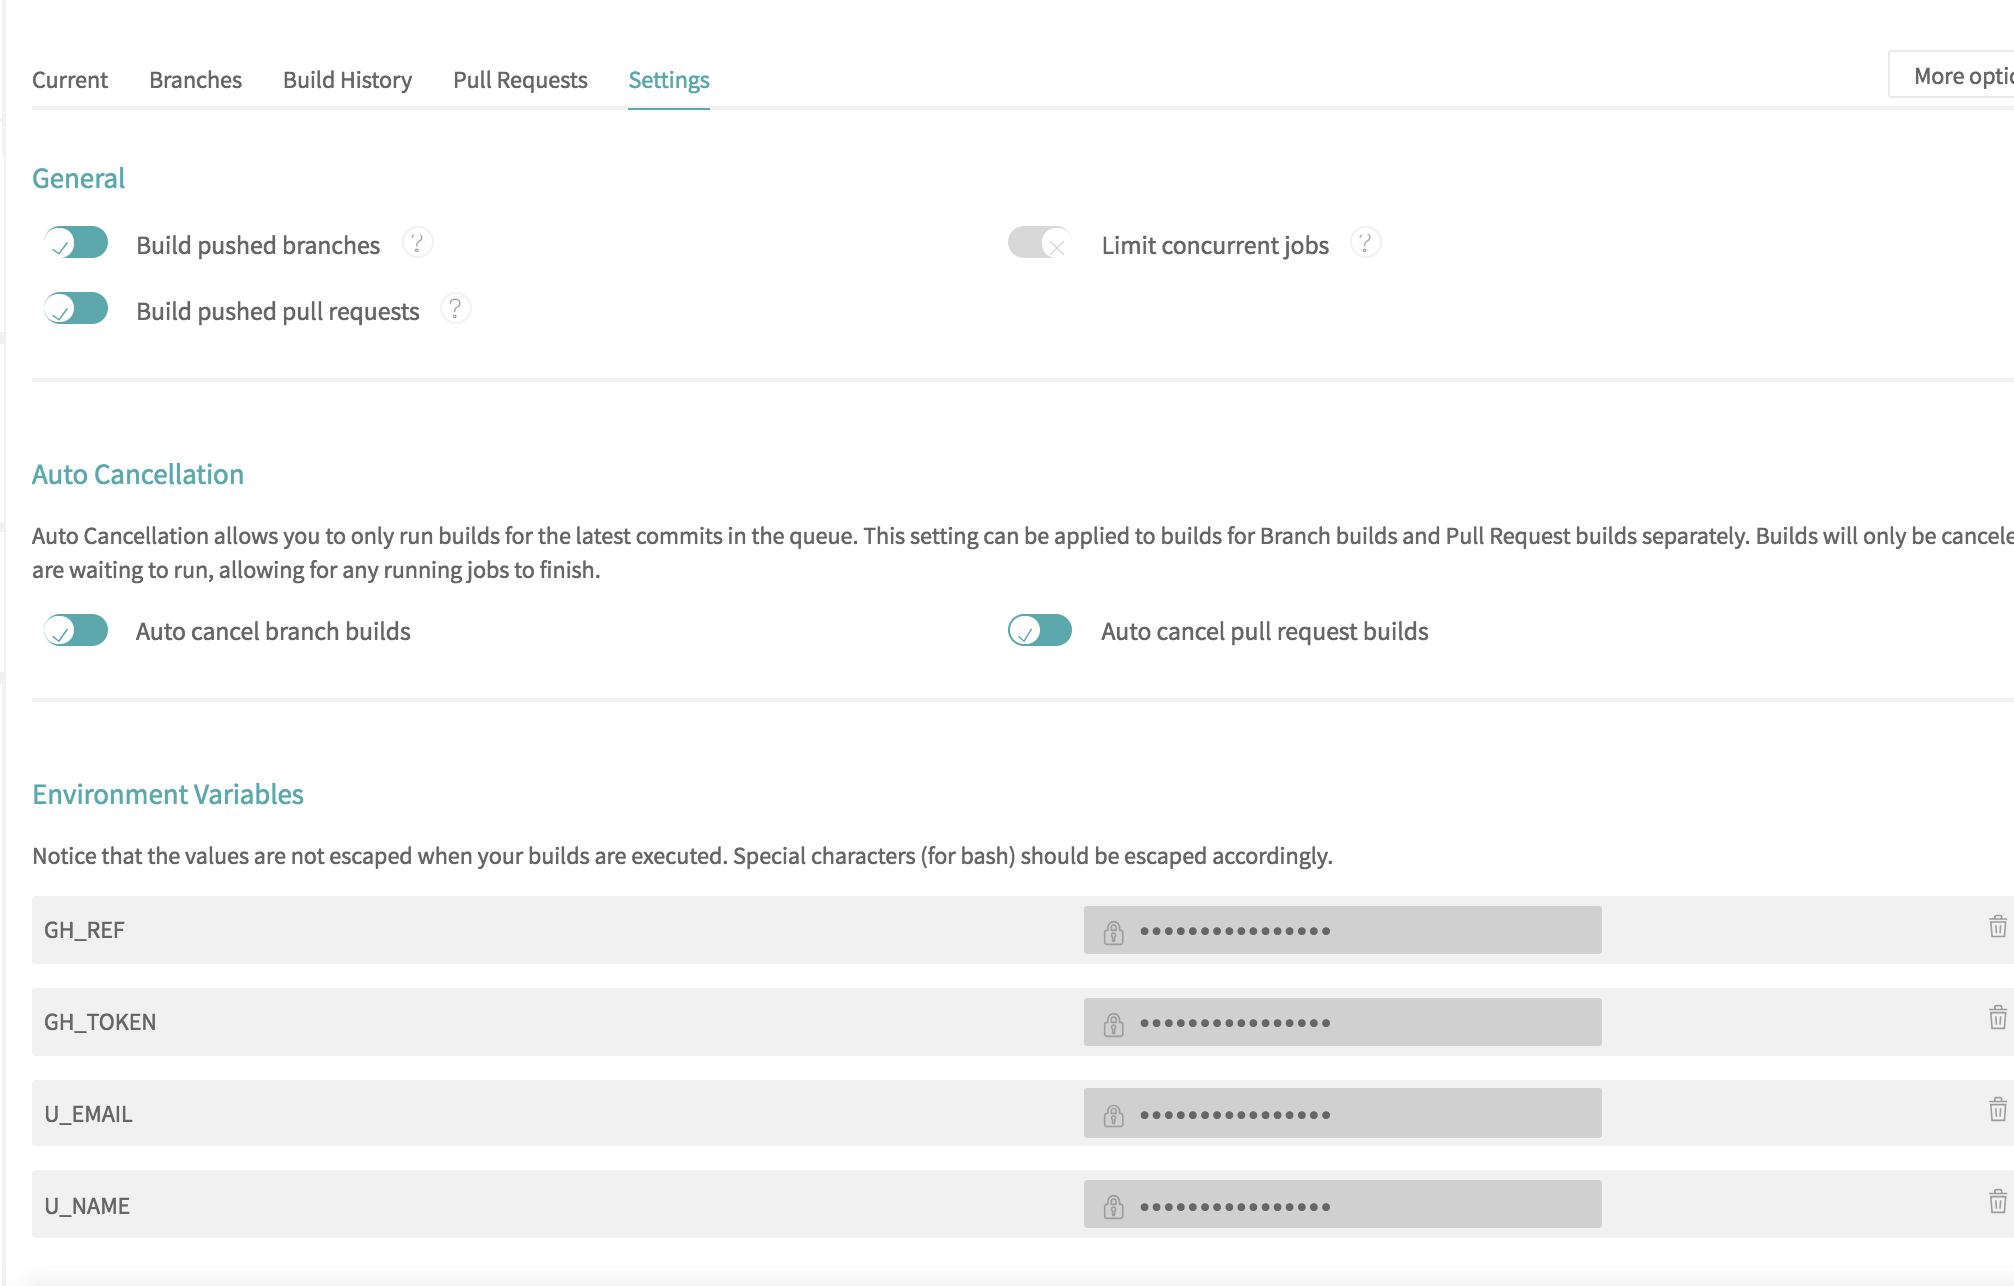 Current Branches Build History Pull Requests Settings More optio
General
Build pushed branches ? Limit concurrent jobs ?
Build pushed pull requests ?
Auto Cancellation
Auto Cancellation allows you to only run builds for the latest commits in the queue. This setting can be applied to builds for Branch builds and Pull Request builds separately. Builds will only be cancele
are waiting to run, allowing for any running jobs to finish.
Auto cancel branch builds Auto cancel pull request builds
Environment Variables
Notice that the values are not escaped when your builds are executed. Special characters (for bash) should be escaped accordingly.
GH_REF ••••••••••••••••
GH_TOKEN ••••••••••••••••
U_EMAIL ••••••••••••••••
U_NAME ••••••••••••••••